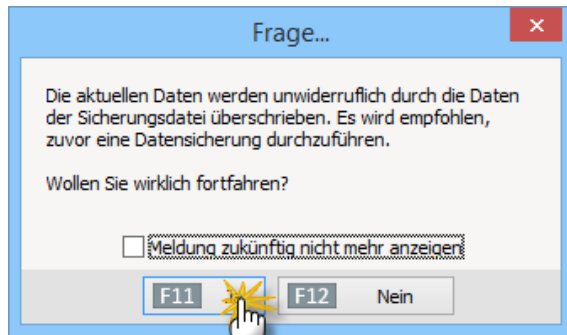 Frage...
Die aktuellen Daten werden unwiderruflich durch die Daten
der Sicherungsdatei überschrieben. Es wird empfohlen,
zuvor eine Datensicherung durchzuführen.
Wollen Sie wirklich fortfahren?
Meldung zukünftig nicht mehr anzeigen
F11 F12 Nein